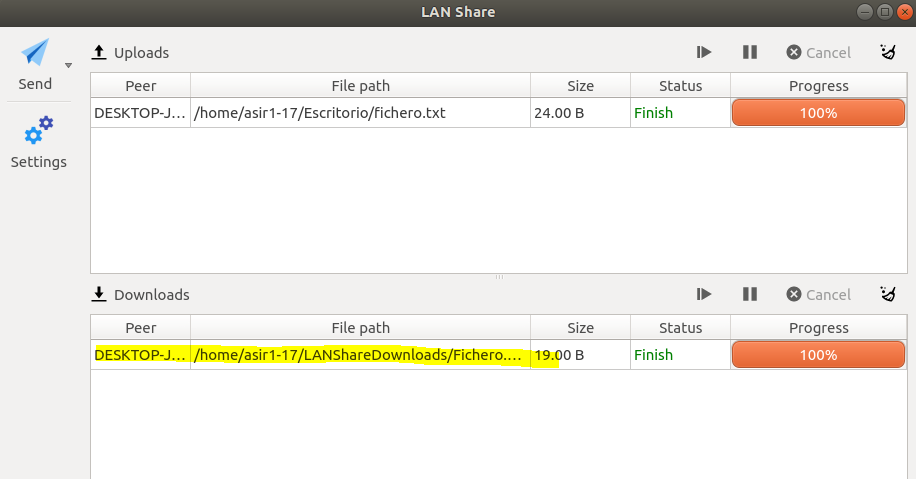 LAN Share
Send
Settings
Uploads Cancel
Peer File path Size Status Progress
DESKTOP-J... /home/asir1-17/Escritorio/fichero.txt 24.00 B Finish 100%
Downloads Cancel
Peer File path Size Status Progress
DESKTOP-J... /home/asir1-17/LANShareDownloads/Fichero.... 19.00 B Finish 100%